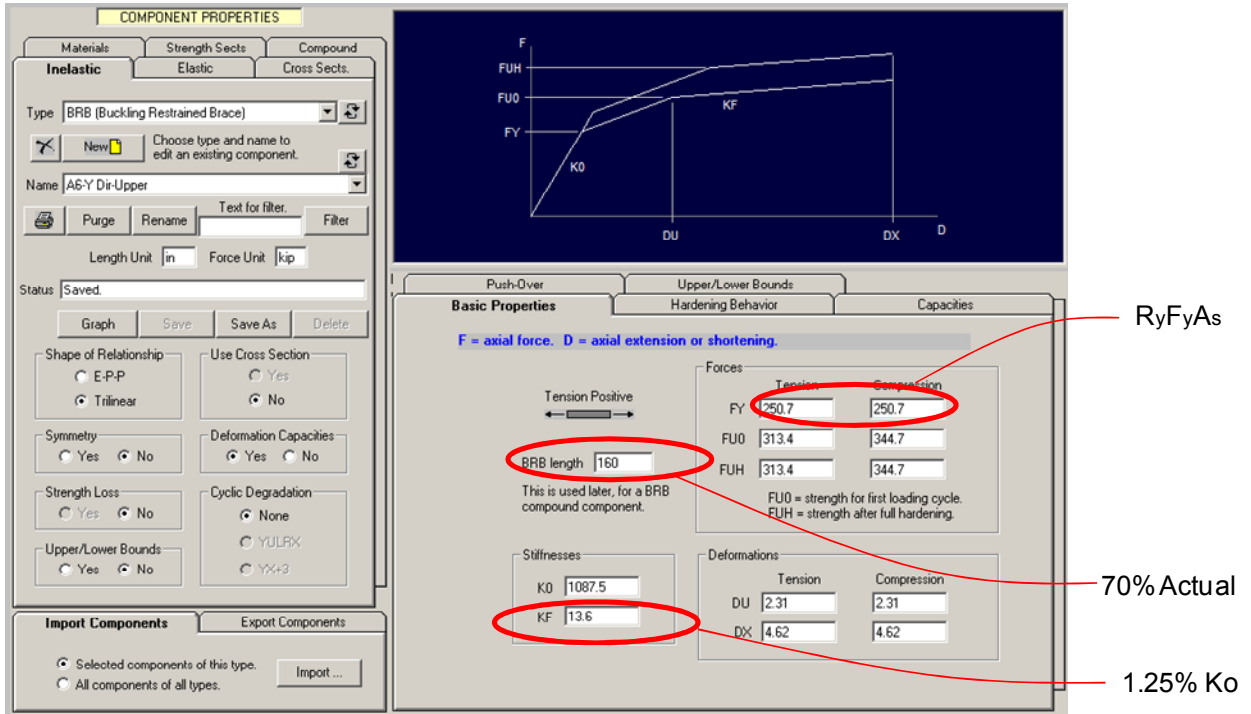 COMPONENT PROPERTIES
Materials Strength Sects Compound
Inelastic Elastic Cross Sects.
Type BRB (Buckling Restrained Brace)
New Choose type and name to
edit an existing component.
Name A6-Y Dir-Upper
Purge Rename Text for filter. Filter
Length Unit in Force Unit kip
Status Saved.
Graph Save Save As Delete
Shape of Relationship Use Cross Section
E-P-P Yes
Trilinear No
Symmetry Deformation Capacities
Yes No Yes No
Strength Loss Cyclic Degradation
Yes No None
YULRX
Upper/Lower Bounds
Yes No YX+3
Import Components Export Components
Selected components of this type. Import ...
All components of all types.
F
FUH
FU0
KF
FY
K0
DU DX D
Push-Over Upper/Lower Bounds
Basic Properties Hardening Behavior Capacities
F = axial force. D = axial extension or shortening.
Tension Positive
BRB length 160
This is used later, for a BRB
compound component.
Forces
Tension Compression
FY 250.7 250.7
FU0 313.4 344.7
FUH 313.4 344.7
FU0 = strength for first loading cycle.
FUH = strength after full hardening.
Stiffnesses
K0 1087.5
KF 13.6
Deformations
Tension Compression
DU 2.31 2.31
DX 4.62 4.62
RyFyAs
70% Actual
1.25% Ko